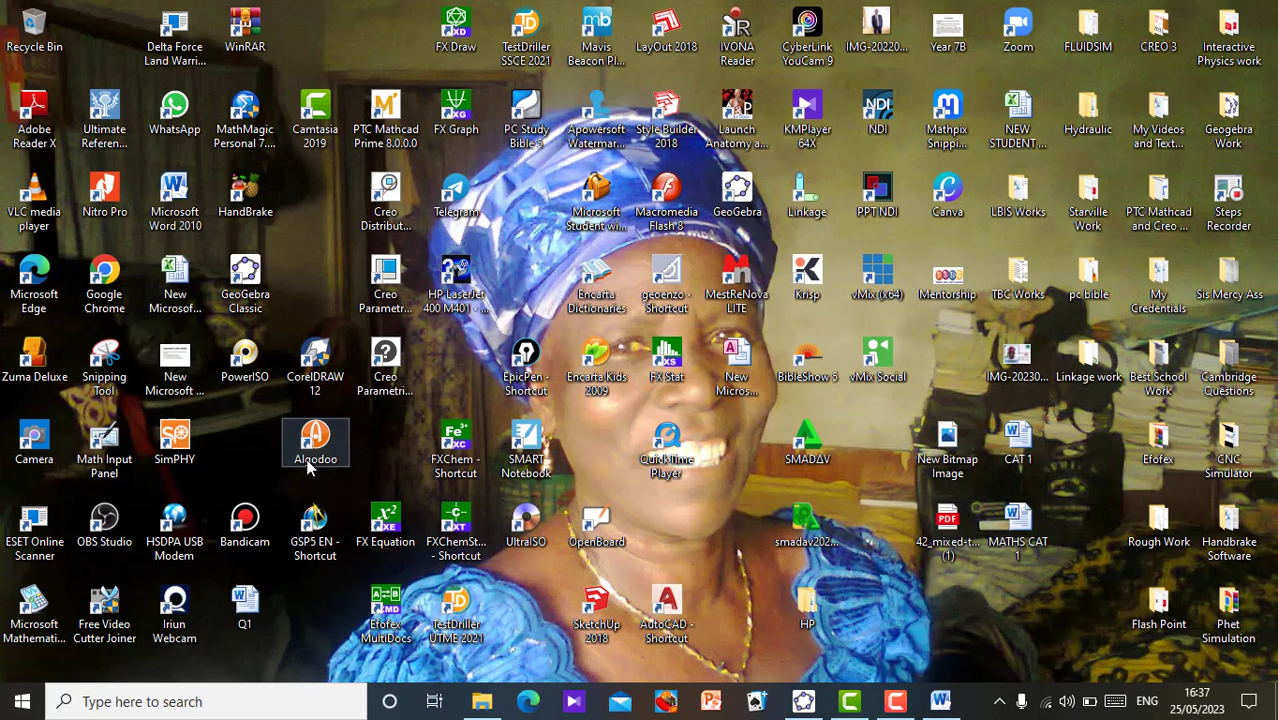 Recycle Bin
Delta Force
Land Warri...
WinRAR
FX Draw
TestDriller
SSCE 2021
Mavis
Beacon Pl...
LayOut 2018
IVONA
Reader
CyberLink
YouCam 9
IMG-20220...
Year 7B
Zoom
FLUIDSIM
CREO 3
Interactive
Physics work
Adobe
Reader X
Ultimate
Referen...
WhatsApp
MathMagic
Personal 7....
Camtasia
2019
PTC Mathcad
Prime 8.0.0.0
FX Graph
PC Study
Bible 5
Apowersoft
Watermar...
Style Builder
2018
Launch
Anatomy a...
KMPlayer
64X
NDI
Mathpix
Snippi...
NEW
STUDENT ...
Hydraulic
My Videos
and Text...
Geogebra
Work
VLC media
player
Nitro Pro
Microsoft
Word 2010
HandBrake
Creo
Distribut...
Telegram
Microsoft
Student wi...
Macromedia
Flash 8
GeoGebra
Linkage
PPT NDI
Canva
LBIS Works
Starville
Work
PTC Mathcad
and Creo ...
Steps
Recorder
Microsoft
Edge
Google
Chrome
New
Microsof...
GeoGebra
Classic
Creo
Parametr...
HP LaserJet
400 M401 - ...
Encarta
Dictionaries
geoenzo -
Shortcut
MestReNova
LITE
Krisp
vMix (x64)
Mentorship
TBC Works
pc bible
My
Credentials
Sis Mercy Ass
Zuma Deluxe
Snipping
Tool
New
Microsoft ...
PowerISO
CorelDRAW
12
Creo
Parametri...
EpicPen -
Shortcut
Encarta Kids
2009
FX Stat
New
Micros...
BibleShow 5
vMix Social
IMG-20230...
Linkage work
Best School
Work
Cambridge
Questions
Camera
Math Input
Panel
SimPHY
Algodoo
FXChem -
Shortcut
SMART
Notebook
QuickTime
Player
SMADΔV
New Bitmap
Image
CAT 1
Efofex
CNC
Simulator
ESET Online
Scanner
OBS Studio
HSDPA USB
Modem
Bandicam
GSP5 EN -
Shortcut
FX Equation
FXChemSt...
- Shortcut
UltraISO
OpenBoard
smadav202...
42_mixed-t...
(1)
MATHS CAT
1
Rough Work
Handbrake
Software
Microsoft
Mathemati...
Free Video
Cutter Joiner
Iriun
Webcam
Q1
Efofex
MultiDocs
TestDriller
UTME 2021
SketchUp
2018
AutoCAD -
Shortcut
HP
Flash Point
Phet
Simulation
Type here to search
ENG
16:37
25/05/2023